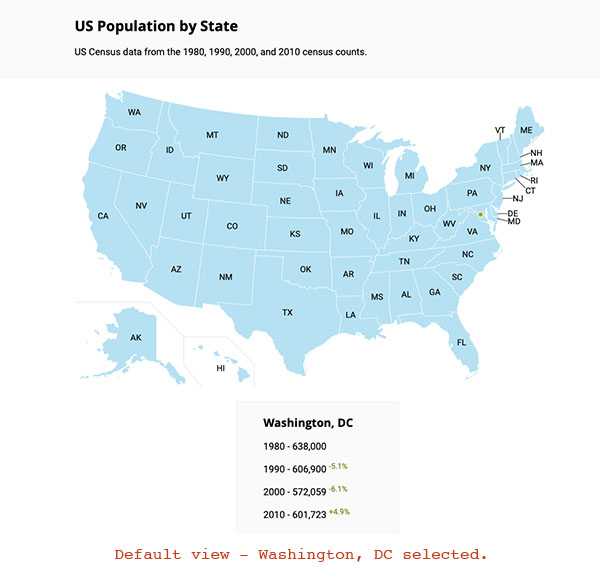 US Population by State
US Census data from the 1980, 1990, 2000, and 2010 census counts.
WA
MT
ND
MN
VT
ME
OR
ID
SD
WI
MI
NY
NH
MA
WY
RI
CT
NE
IA
PA
NJ
NV
UT
CO
IL
IN
OH
DE
MD
CA
KS
MO
WV
VA
KY
AZ
NM
OK
AR
TN
NC
SC
TX
MS
AL
GA
LA
FL
AK
HI
Washington, DC
1980 - 638,000
1990 - 606,900 -5.1%
2000 - 572,059 -6.1%
2010 - 601,723 +4.9%
Default view – Washington, DC selected.